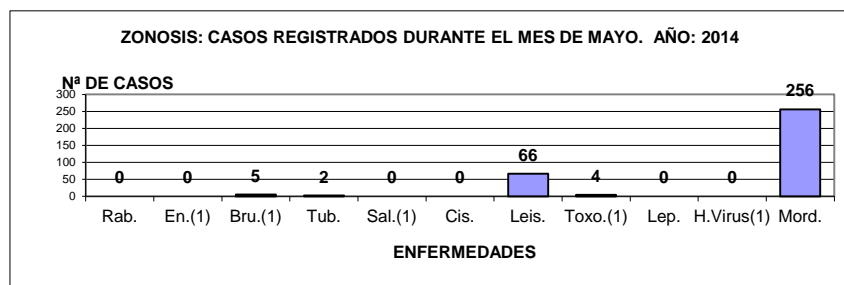 ZONOSIS: CASOS REGISTRADOS DURANTE EL MES DE MAYO. AÑO: 2014
Nª DE CASOS
300
250
200
150
100
50
0
0 0 5 2 0 0 66 4 0 0 256
Rab. En.(1) Bru.(1) Tub. Sal.(1) Cis. Leis. Toxo.(1) Lep. H.Virus(1) Mord.
ENFERMEDADES